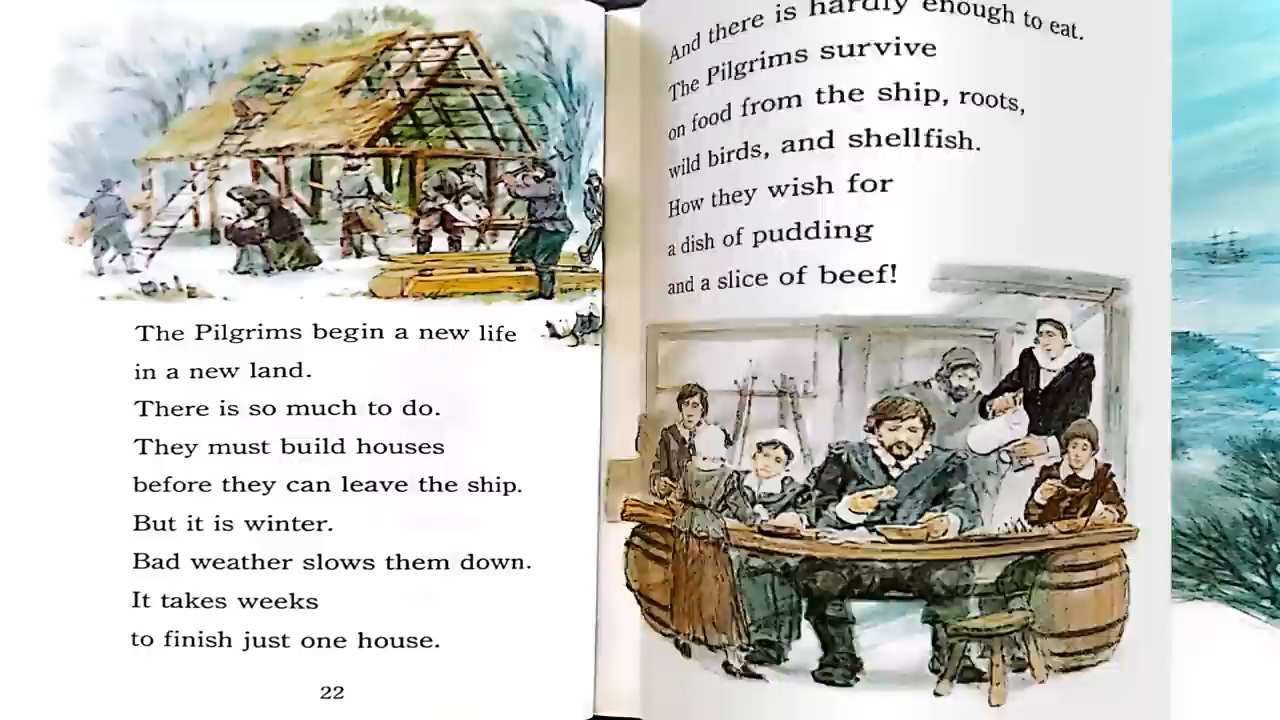 The Pilgrims begin a new life
in a new land.
There is so much to do.
They must build houses
before they can leave the ship.
But it is winter.
Bad weather slows them down.
It takes weeks
to finish just one house.
22
And there is hardly enough to eat.
The Pilgrims survive
on food from the ship, roots,
wild birds, and shellfish.
How they wish for
a dish of pudding
and a slice of beef!